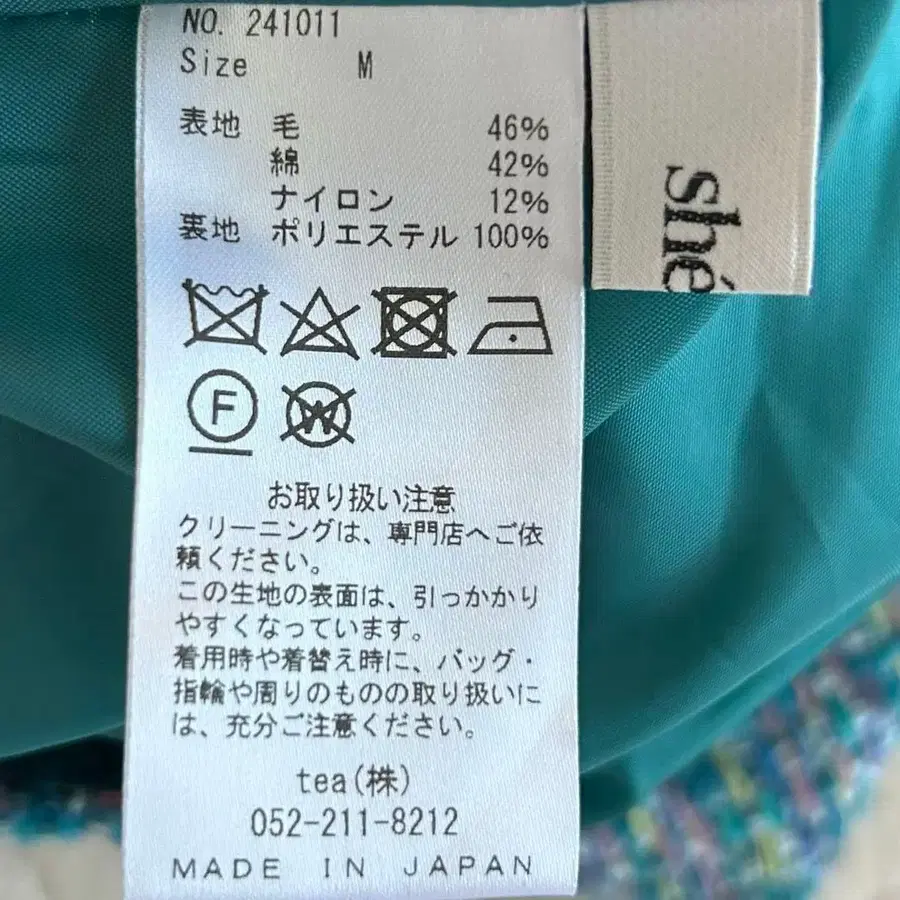 NO. 241011
Size M
表地 毛 46%
綿 42%
ナイロン 12%
裏地 ポリエステル 100%
F
W
お取り扱い注意
クリーニングは、専門店へご依
頼ください。
この生地の表面は、引っかかり
やすくなっています。
着用時や着替え時に、バッグ・
指輪や周りのものの取り扱いに
は、充分ご注意ください。
tea(株)
052-211-8212
MADE IN JAPAN
shé